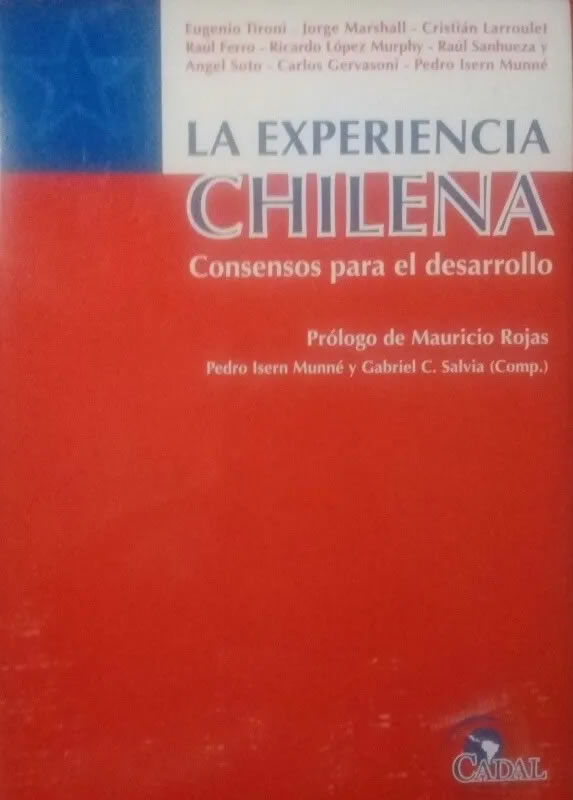 Eugenio Tironi - Jorge Marshall - Cristián Larroulet
Raúl Ferro - Ricardo López Murphy - Raúl Sanhueza y
Angel Soto - Carlos Gervasoni - Pedro Isern Munné
LA EXPERIENCIA
CHILENA
Consensos para el desarrollo
Prólogo de Mauricio Rojas
Pedro Isern Munné y Gabriel C. Salvia (Comp.)
CADAL